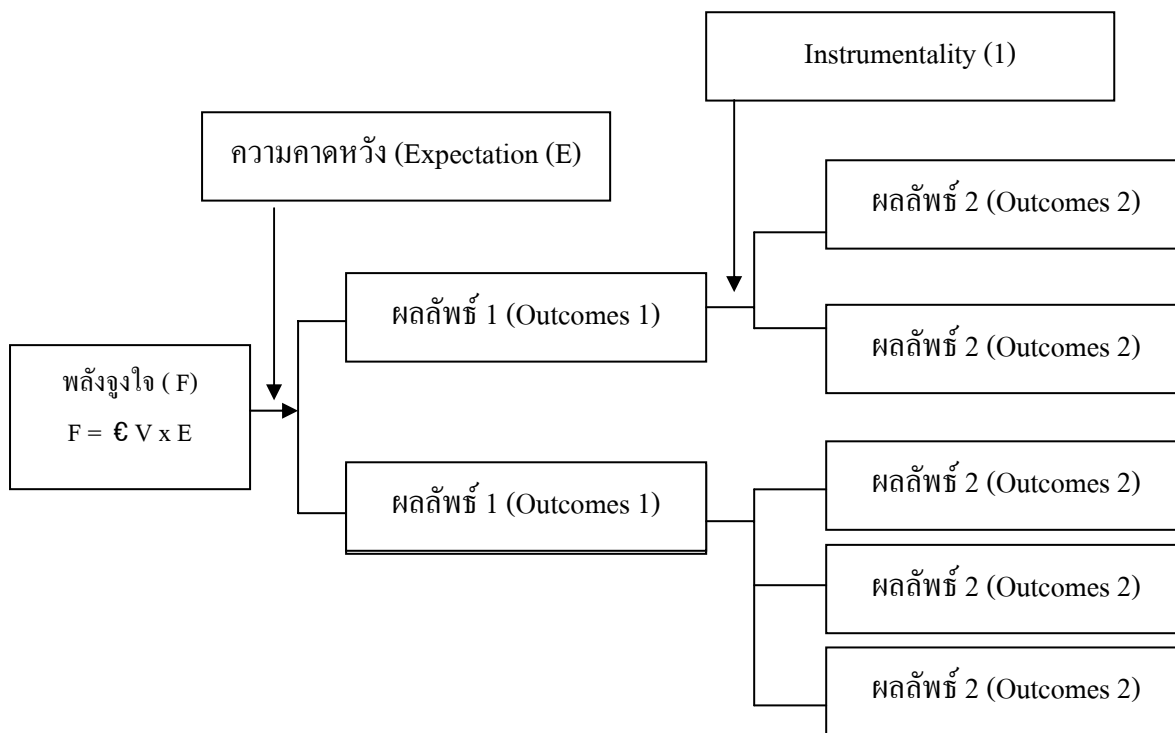 Instrumentality (1)
ความคาดหวัง (Expectation (E)
ผลลัพธ์ 2 (Outcomes 2)
ผลลัพธ์ 1 (Outcomes 1)
ผลลัพธ์ 2 (Outcomes 2)
พลังจูงใจ ( F)
F = € V x E
ผลลัพธ์ 2 (Outcomes 2)
ผลลัพธ์ 1 (Outcomes 1)
ผลลัพธ์ 2 (Outcomes 2)
ผลลัพธ์ 2 (Outcomes 2)